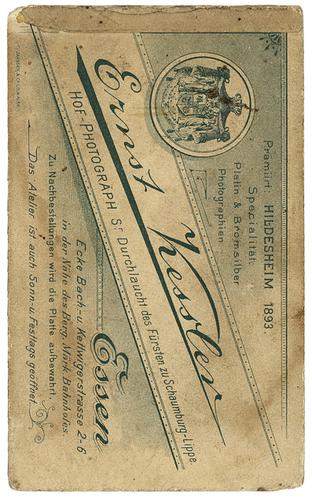 Prämiirt: HILDESHEIM 1893.
Specialität:
Platin & Bromsilber
Photographien.
Ernst Kessler
HOF-PHOTOGRAPH Sr. Durchlaucht des Fürsten zu Schaumburg-Lippe.
Essen
Ecke Bach- u. Kettwigerstrasse 2-6
in der Nähe des Berg. Mark. Bahnhofes.
Zu Nachbestellungen wird die Platte aufbewahrt.
Das Atelier ist auch Sonn- u. Festtags geöffnet.